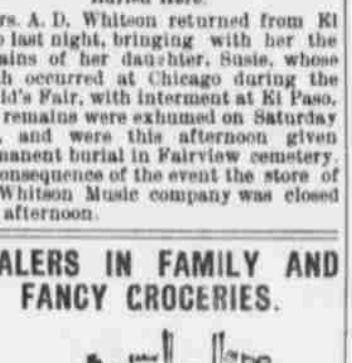 Buried Here.
rs. A. D. Whitson returned from El
o last night, bringing with her the
ains of her daughter, Susie, whose
h occurred at Chicago during the
ld's Fair, with interment at El Paso.
remains were exhumed on Saturday
, and were this afternoon given
manent burial in Fairview cemetery.
onsequence of the event the store of
Whitson Music company was closed
afternoon.
ALERS IN FAMILY AND
FANCY GROCERIES.